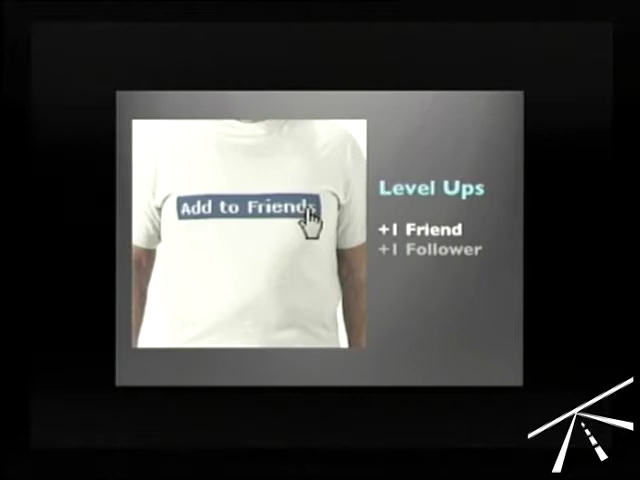 Add to Friends
Level Ups
+1 Friend
+1 Follower